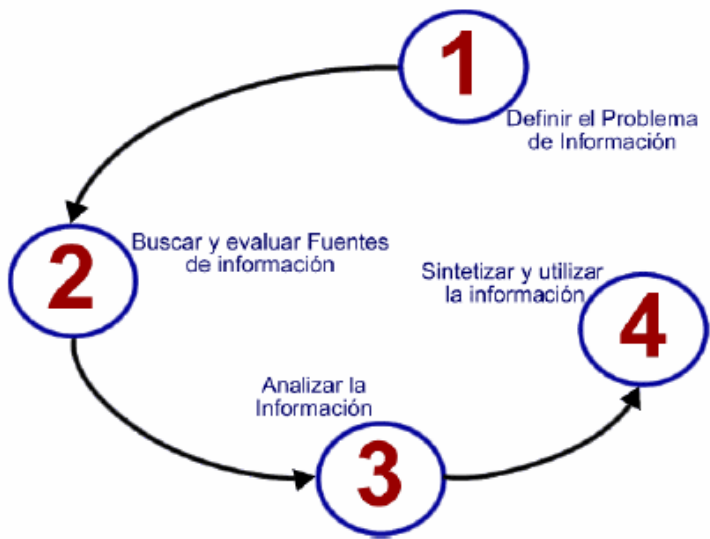 1
Definir el Problema
de Información
2
Buscar y evaluar Fuentes
de información
Analizar la
Información
3
Sintetizar y utilizar
la información
4